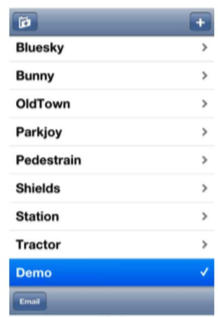 Bluesky
Bunny
OldTown
Parkjoy
Pedestrain
Shields
Station
Tractor
Demo
Email